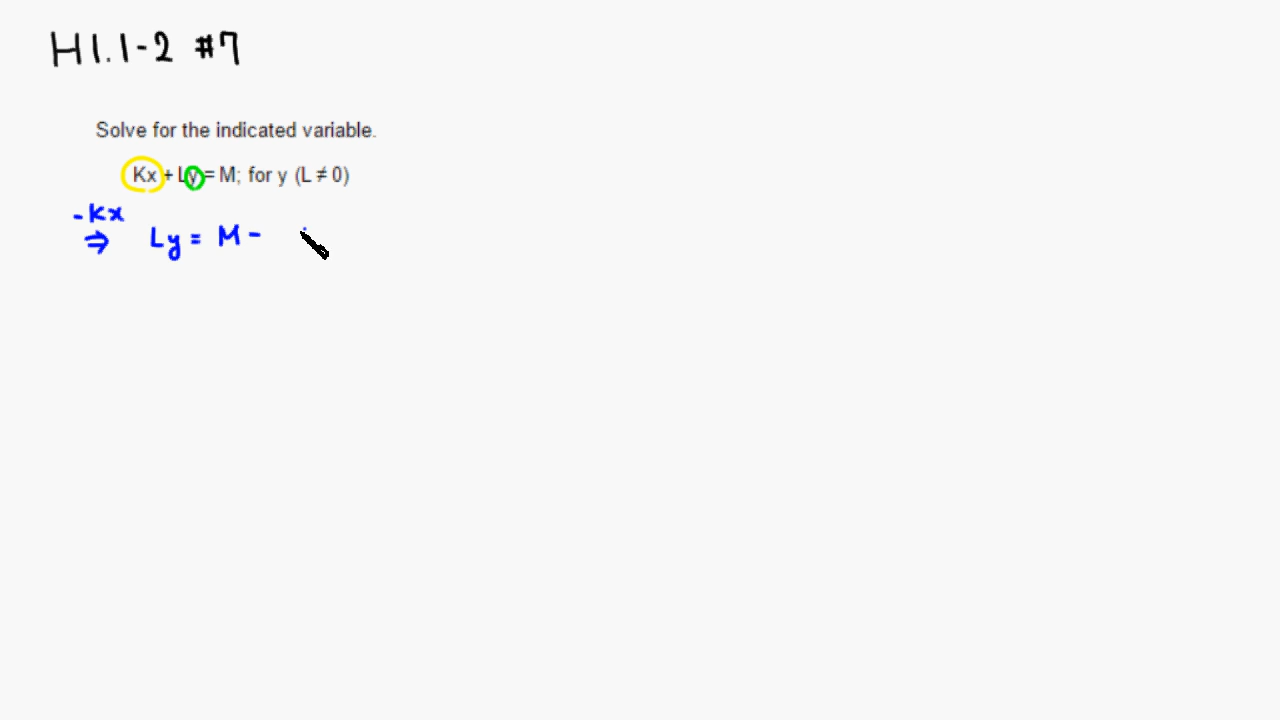 H1.1-2 #7
Solve for the indicated variable.
Kx + Ly = M; for y (L ≠ 0)
-Kx
⇒ Ly = M -